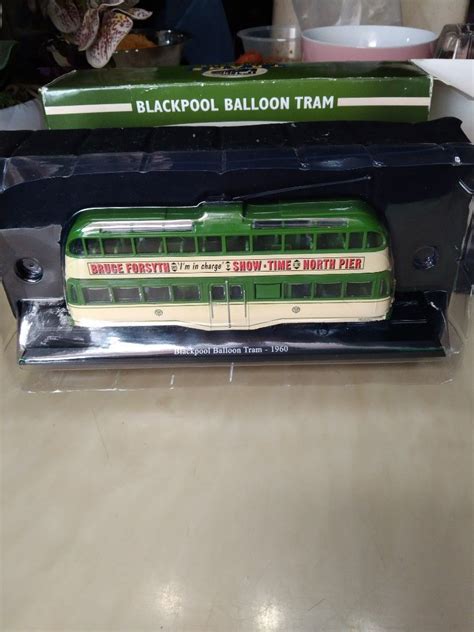 BLACKPOOL BALLOON TRAM
BRUCE FORSYTH "I'm in charge" SHOW·TIME NORTH PIER
Blackpool Balloon Tram - 1960